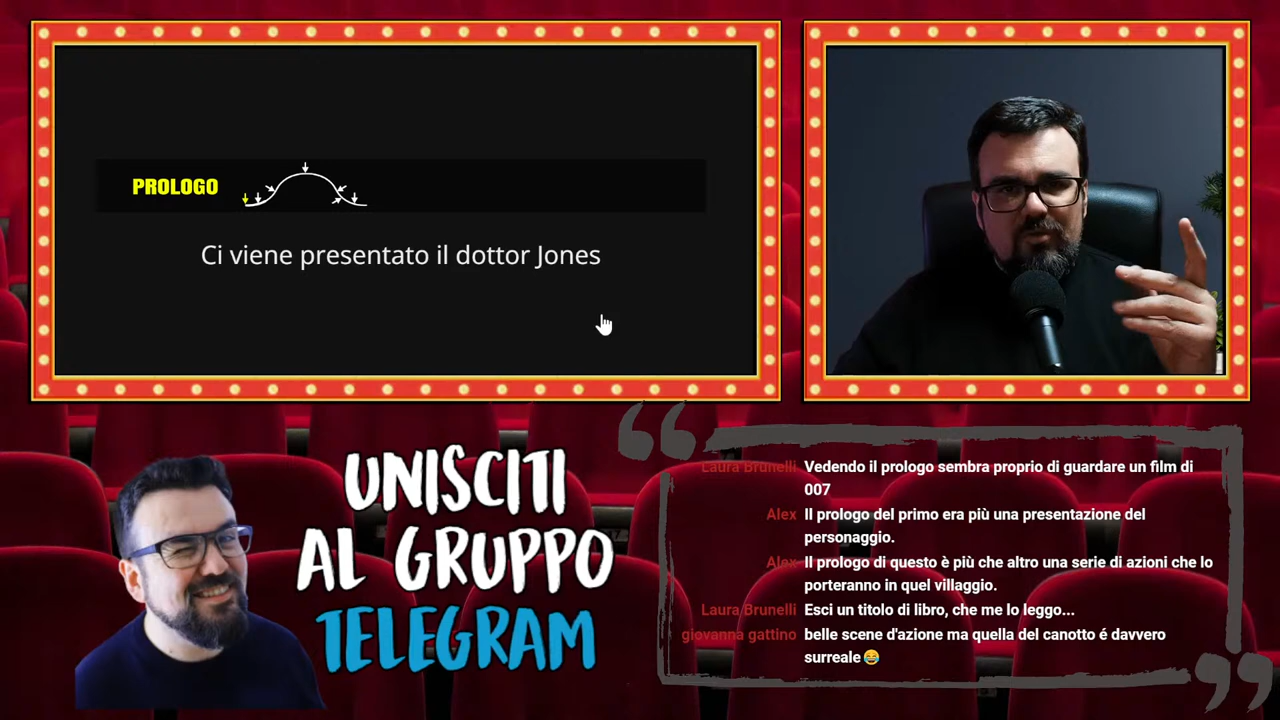 PROLOGO
Ci viene presentato il dottor Jones
UNISCITI
AL GRUPPO
TELEGRAM
Laura Brunelli Vedendo il prologo sembra proprio di guardare un film di
007
Alex Il prologo del primo era più una presentazione del
personaggio.
Alex Il prologo di questo è più che altro una serie di azioni che lo
porteranno in quel villaggio.
Laura Brunelli Esci un titolo di libro, che me lo leggo...
giovanna gattino belle scene d'azione ma quella del canotto é davvero
surreale😂